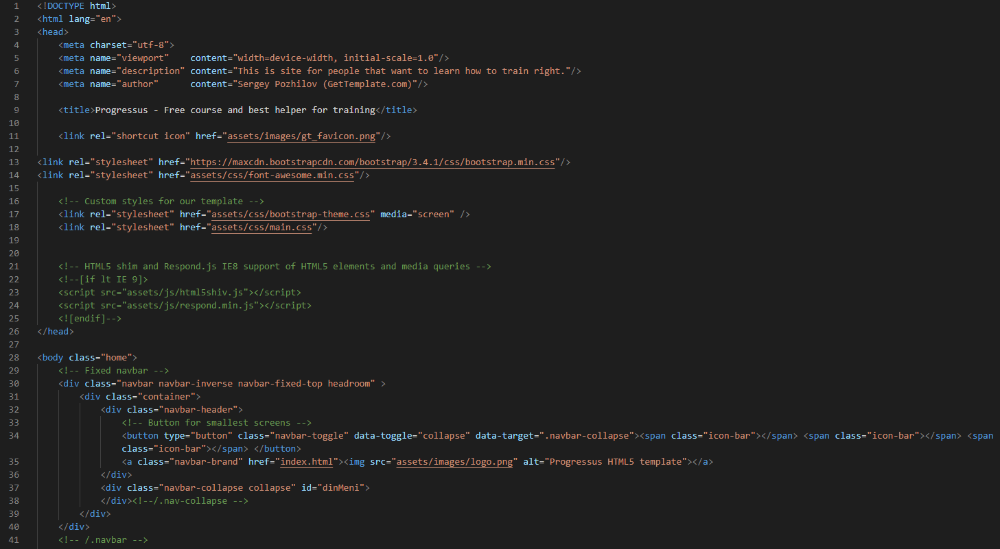 1 <!DOCTYPE html>
2 <html lang="en">
3 <head>
4     <meta charset="utf-8">
5     <meta name="viewport"    content="width=device-width, initial-scale=1.0"/>
6     <meta name="description" content="This is site for people that want to learn how to train right."/>
7     <meta name="author"      content="Sergey Pozhilov (GetTemplate.com)"/>
8
9     <title>Progressus - Free course and best helper for training</title>
10
11     <link rel="shortcut icon" href="assets/images/gt_favicon.png"/>
12
13 <link rel="stylesheet" href="https://maxcdn.bootstrapcdn.com/bootstrap/3.4.1/css/bootstrap.min.css"/>
14 <link rel="stylesheet" href="assets/css/font-awesome.min.css"/>
15
16     <!-- Custom styles for our template -->
17     <link rel="stylesheet" href="assets/css/bootstrap-theme.css" media="screen" />
18     <link rel="stylesheet" href="assets/css/main.css"/>
19
20
21     <!-- HTML5 shim and Respond.js IE8 support of HTML5 elements and media queries -->
22     <!--[if lt IE 9]>
23     <script src="assets/js/html5shiv.js"></script>
24     <script src="assets/js/respond.min.js"></script>
25     <![endif]-->
26 </head>
27
28 <body class="home">
29     <!-- Fixed navbar -->
30     <div class="navbar navbar-inverse navbar-fixed-top headroom" >
31         <div class="container">
32             <div class="navbar-header">
33                 <!-- Button for smallest screens -->
34                 <button type="button" class="navbar-toggle" data-toggle="collapse" data-target=".navbar-collapse"><span class="icon-bar"></span> <span class="icon-bar"></span> <span
                class="icon-bar"></span> </button>
35                 <a class="navbar-brand" href="index.html"><img src="assets/images/logo.png" alt="Progressus HTML5 template"></a>
36             </div>
37             <div class="navbar-collapse collapse" id="dinMeni">
38             </div><!--/.nav-collapse -->
39         </div>
40     </div>
41     <!-- /.navbar -->